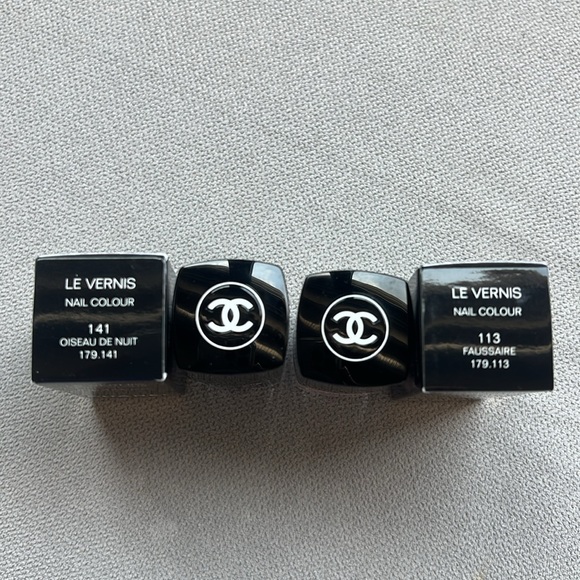 LE VERNIS
NAIL COLOUR
141
OISEAU DE NUIT
179.141
LE VERNIS
NAIL COLOUR
113
FAUSSAIRE
179.113